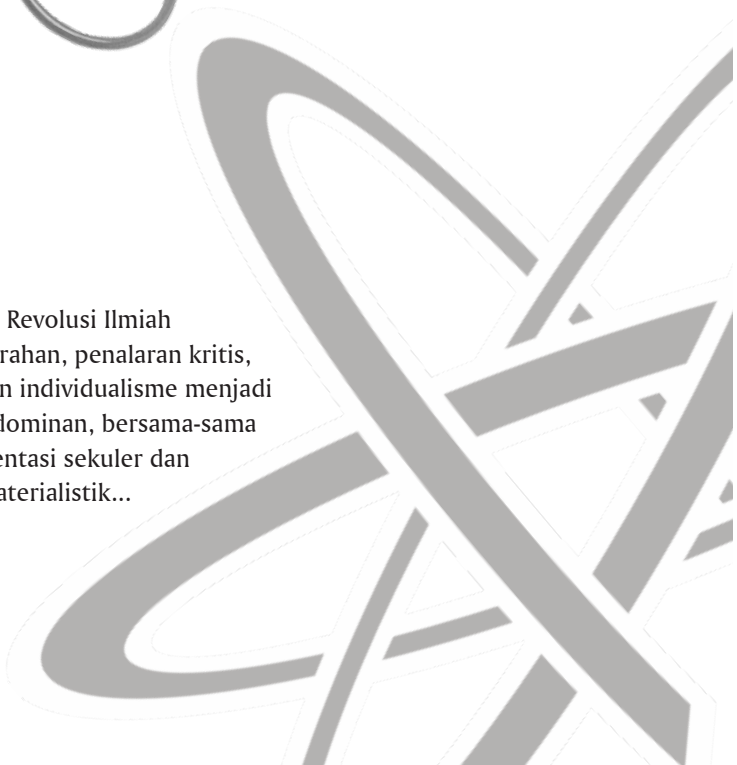 Revolusi Ilmiah
rahan, penalaran kritis,
n individualisme menjadi
dominan, bersama-sama
entasi sekuler dan
aterialistik...